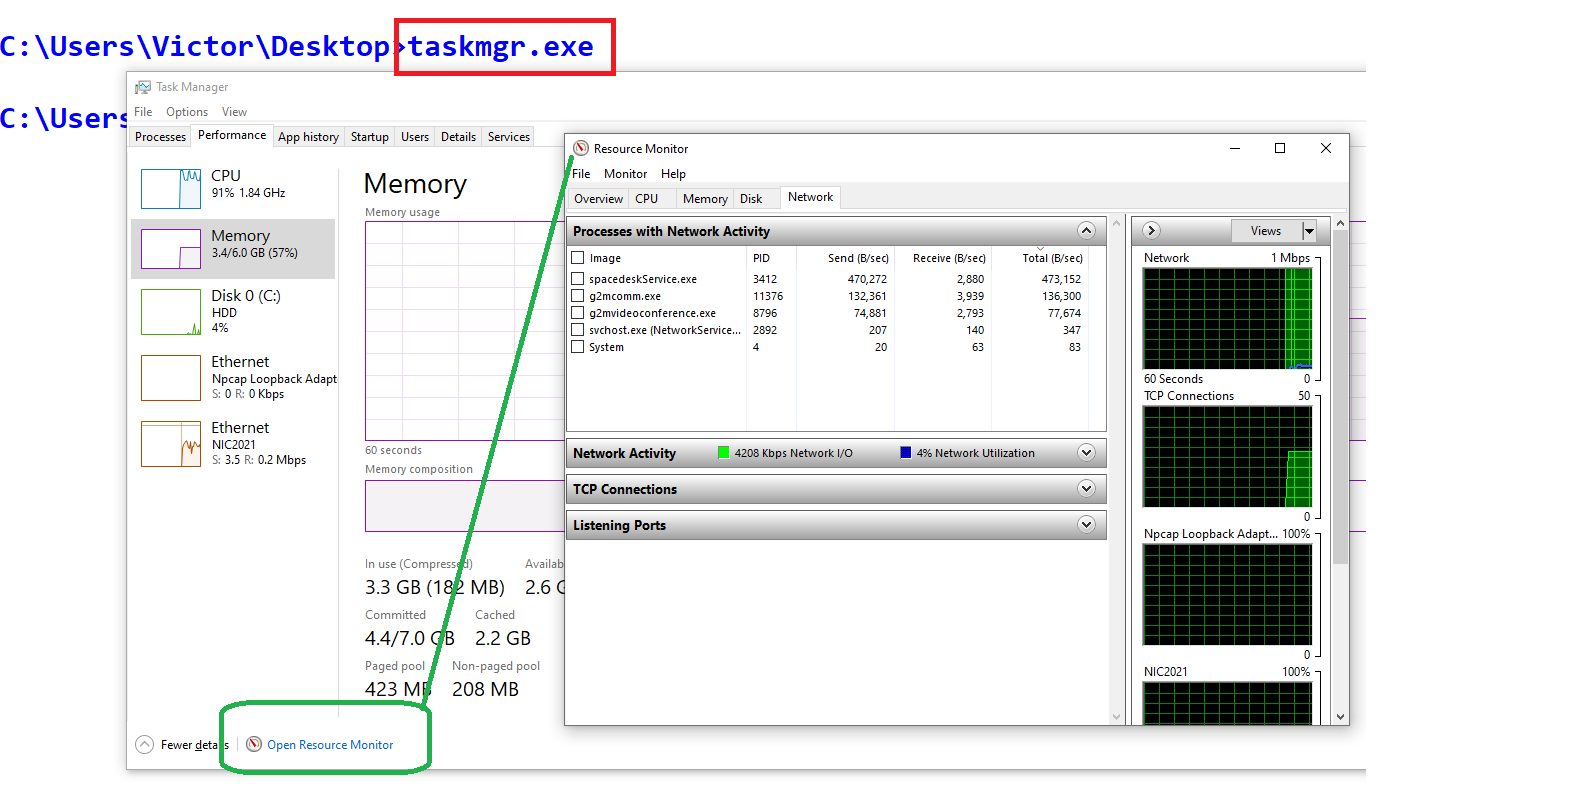 C:\Users\Victor\Desktop>taskmgr.exe
C:\Users
Task Manager
File Options View
Processes Performance App history Startup Users Details Services
CPU
91% 1.84 GHz
Memory
3.4/6.0 GB (57%)
Disk 0 (C:)
HDD
4%
Ethernet
Npcap Loopback Adapt
S: 0 R: 0 Kbps
Ethernet
NIC2021
S: 3.5 R: 0.2 Mbps
Memory
Memory usage
60 seconds
Memory composition
In use (Compressed) Availab
3.3 GB (182 MB) 2.6 G
Committed Cached
4.4/7.0 GB 2.2 GB
Paged pool Non-paged pool
423 MB 208 MB
Fewer details Open Resource Monitor
Resource Monitor
File Monitor Help
Overview CPU Memory Disk Network
Processes with Network Activity
Image PID Send (B/sec) Receive (B/sec) Total (B/sec)
spacedeskService.exe 3412 470,272 2,880 473,152
g2mcomm.exe 11376 132,361 3,939 136,300
g2mvideoconference.exe 8796 74,881 2,793 77,674
svchost.exe (NetworkService... 2892 207 140 347
System 4 20 63 83
Network Activity 4208 Kbps Network I/O 4% Network Utilization
TCP Connections
Listening Ports
Views
Network 1 Mbps
60 Seconds 0
TCP Connections 50
0
Npcap Loopback Adapt... 100%
0
NIC2021 100%